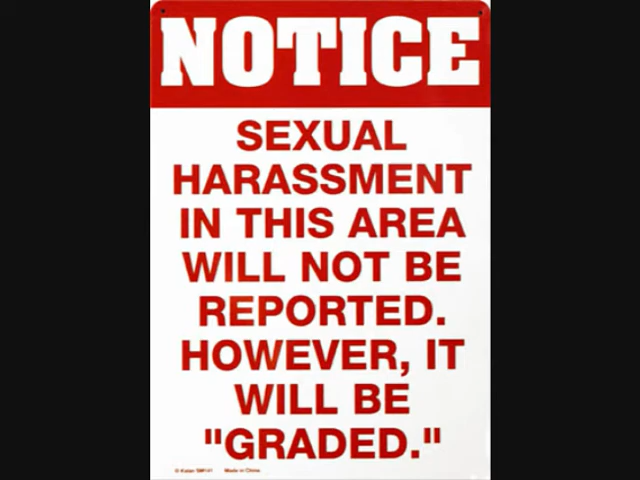 NOTICE
SEXUAL
HARASSMENT
IN THIS AREA
WILL NOT BE
REPORTED.
HOWEVER, IT
WILL BE
"GRADED."
Made in China